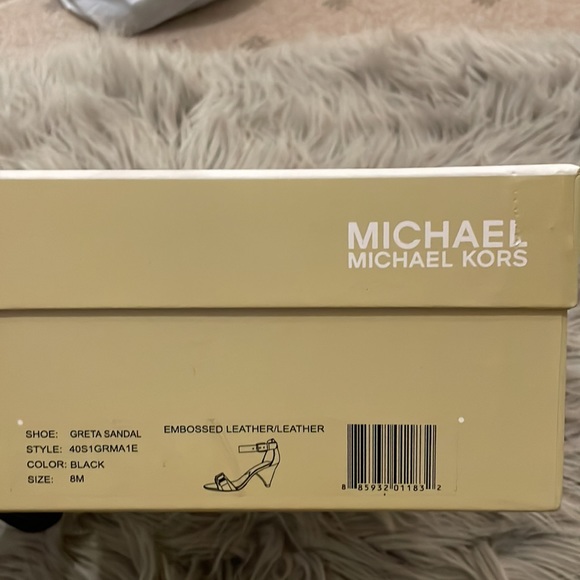 MICHAEL
MICHAEL KORS
SHOE: GRETA SANDAL
STYLE: 40S1GRMA1E
COLOR: BLACK
SIZE: 8M
EMBOSSED LEATHER/LEATHER
8 85932 01183 2